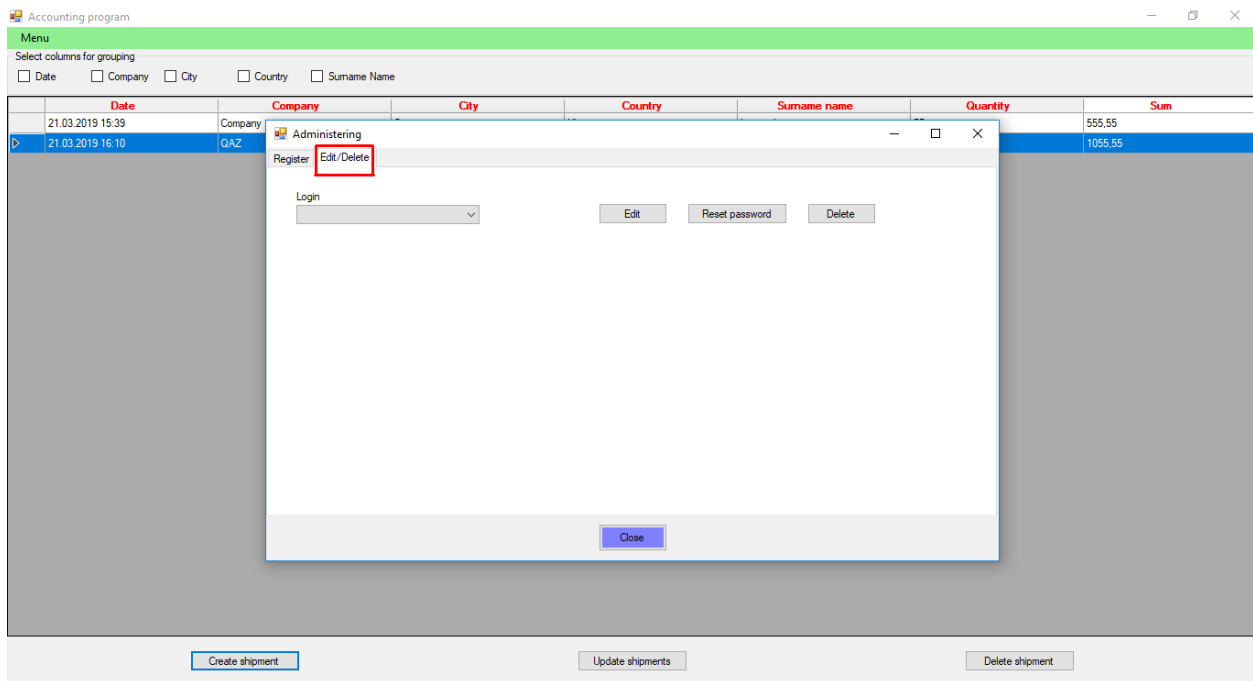 Accounting program
Menu
Select columns for grouping
Date Company City Country Surname Name
Date Company City Country Surname name Quantity Sum
21.03.2019 15:39 Company 555,55
21.03.2019 16:10 QAZ 1055,55
Administering
Register Edit/Delete
Login
Edit Reset password Delete
Close
Create shipment Update shipments Delete shipment